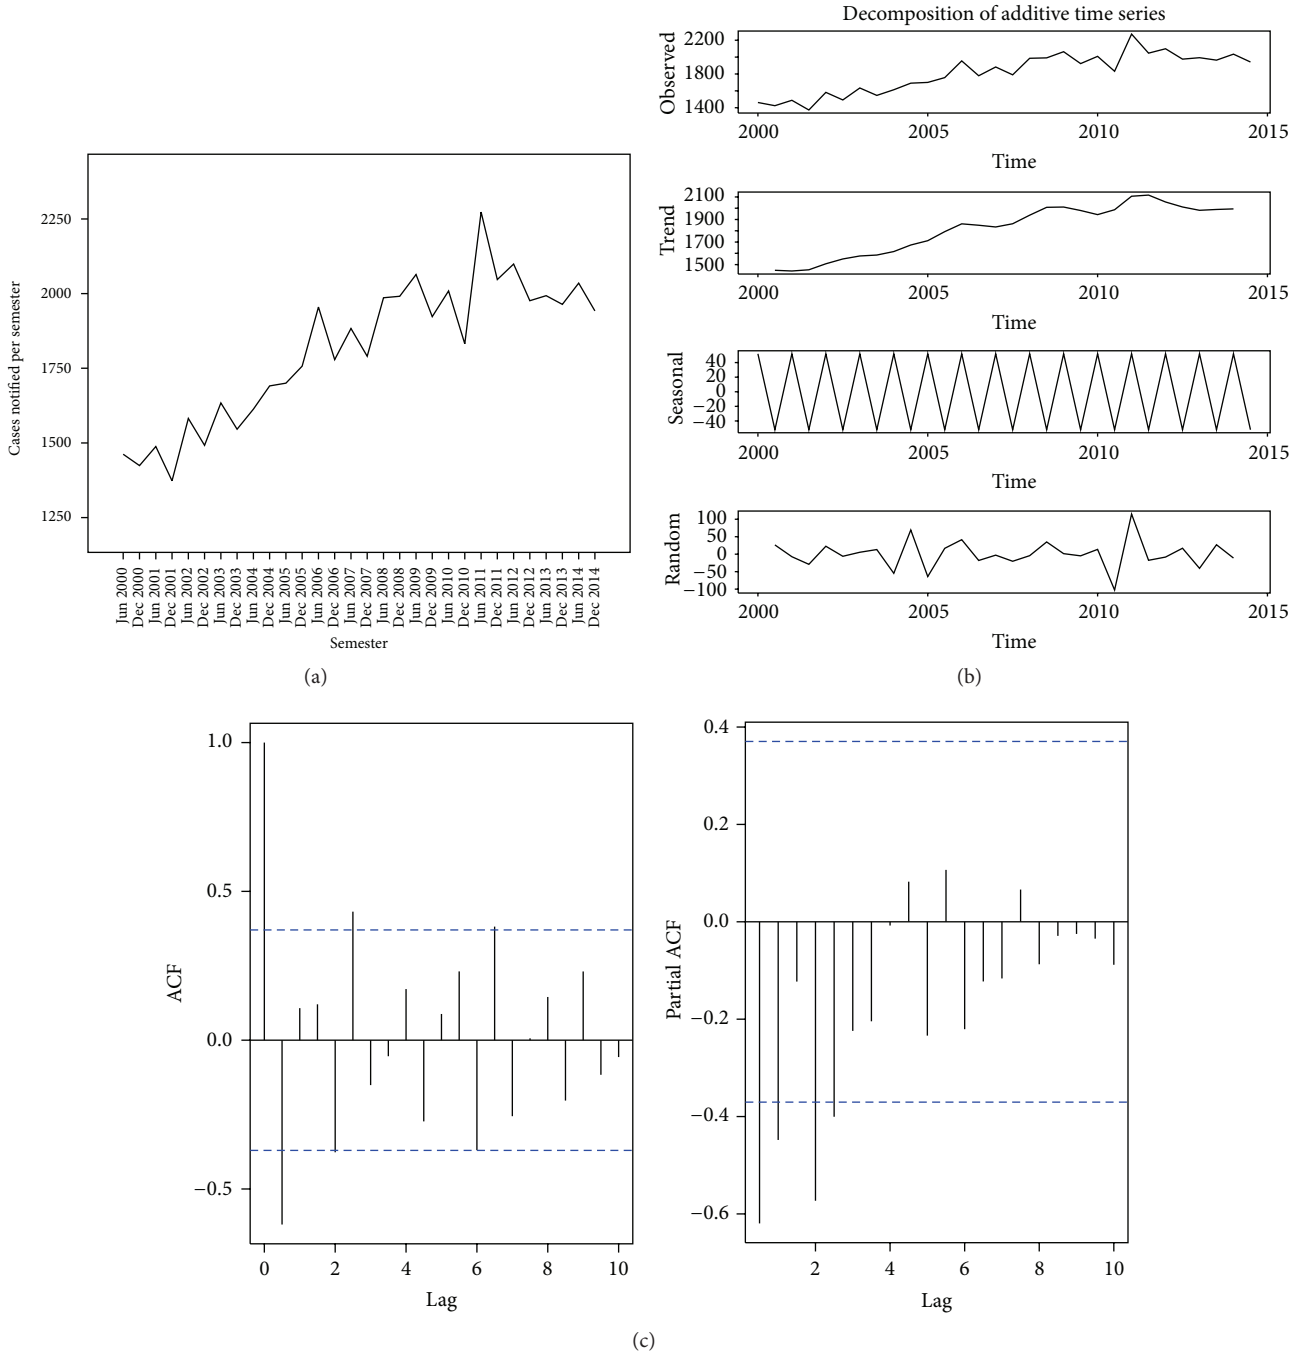 2250
2000
1750
1500
1250
Cases notified per semester
Jun 2000
Dec 2000
Jun 2001
Dec 2001
Jun 2002
Dec 2002
Jun 2003
Dec 2003
Jun 2004
Dec 2004
Jun 2005
Dec 2005
Jun 2006
Dec 2006
Jun 2007
Dec 2007
Jun 2008
Dec 2008
Jun 2009
Dec 2009
Jun 2010
Dec 2010
Jun 2011
Dec 2011
Jun 2012
Dec 2012
Jun 2013
Dec 2013
Jun 2014
Dec 2014
Semester
(a)
Decomposition of additive time series
Observed
2200
1800
1400
2000 2005 2010 2015
Time
Trend
2100
1900
1700
1500
2000 2005 2010 2015
Time
Seasonal
40
20
0
−20
−40
2000 2005 2010 2015
Time
Random
100
50
0
−50
−100
2000 2005 2010 2015
Time
(b)
ACF
1.0
0.5
0.0
−0.5
0 2 4 6 8 10
Lag
Partial ACF
0.4
0.2
0.0
−0.2
−0.4
−0.6
2 4 6 8 10
Lag
(c)